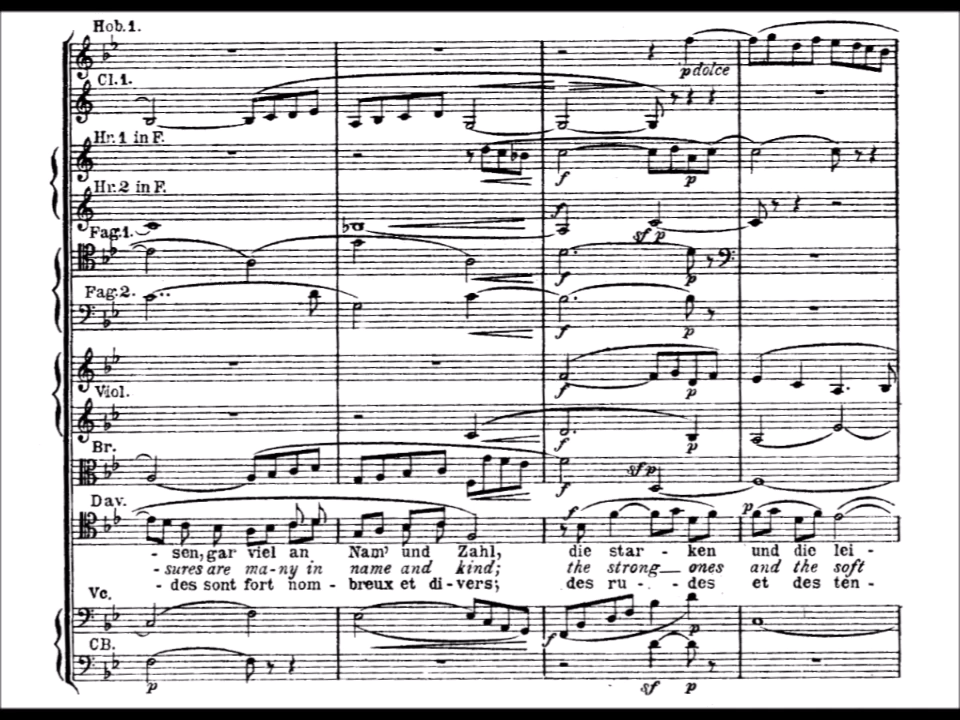 Hob.1.
p dolce
Cl.1.
Hr.1 in F.
f p
Hr.2 in F.
f sf p
Fag.1.
f p
Fag.2.
f p
f p
Viol.
f p
Br.
f sf p
Dav.
f p
- sen, gar viel an Nam' und Zahl, die star - ken und die lei -
- sures are ma-ny in name and kind; the strong ones and the soft
- des sont fort nom - breux et di-vers; des ru - des et des ten -
Vc.
f p
CB.
p sf p